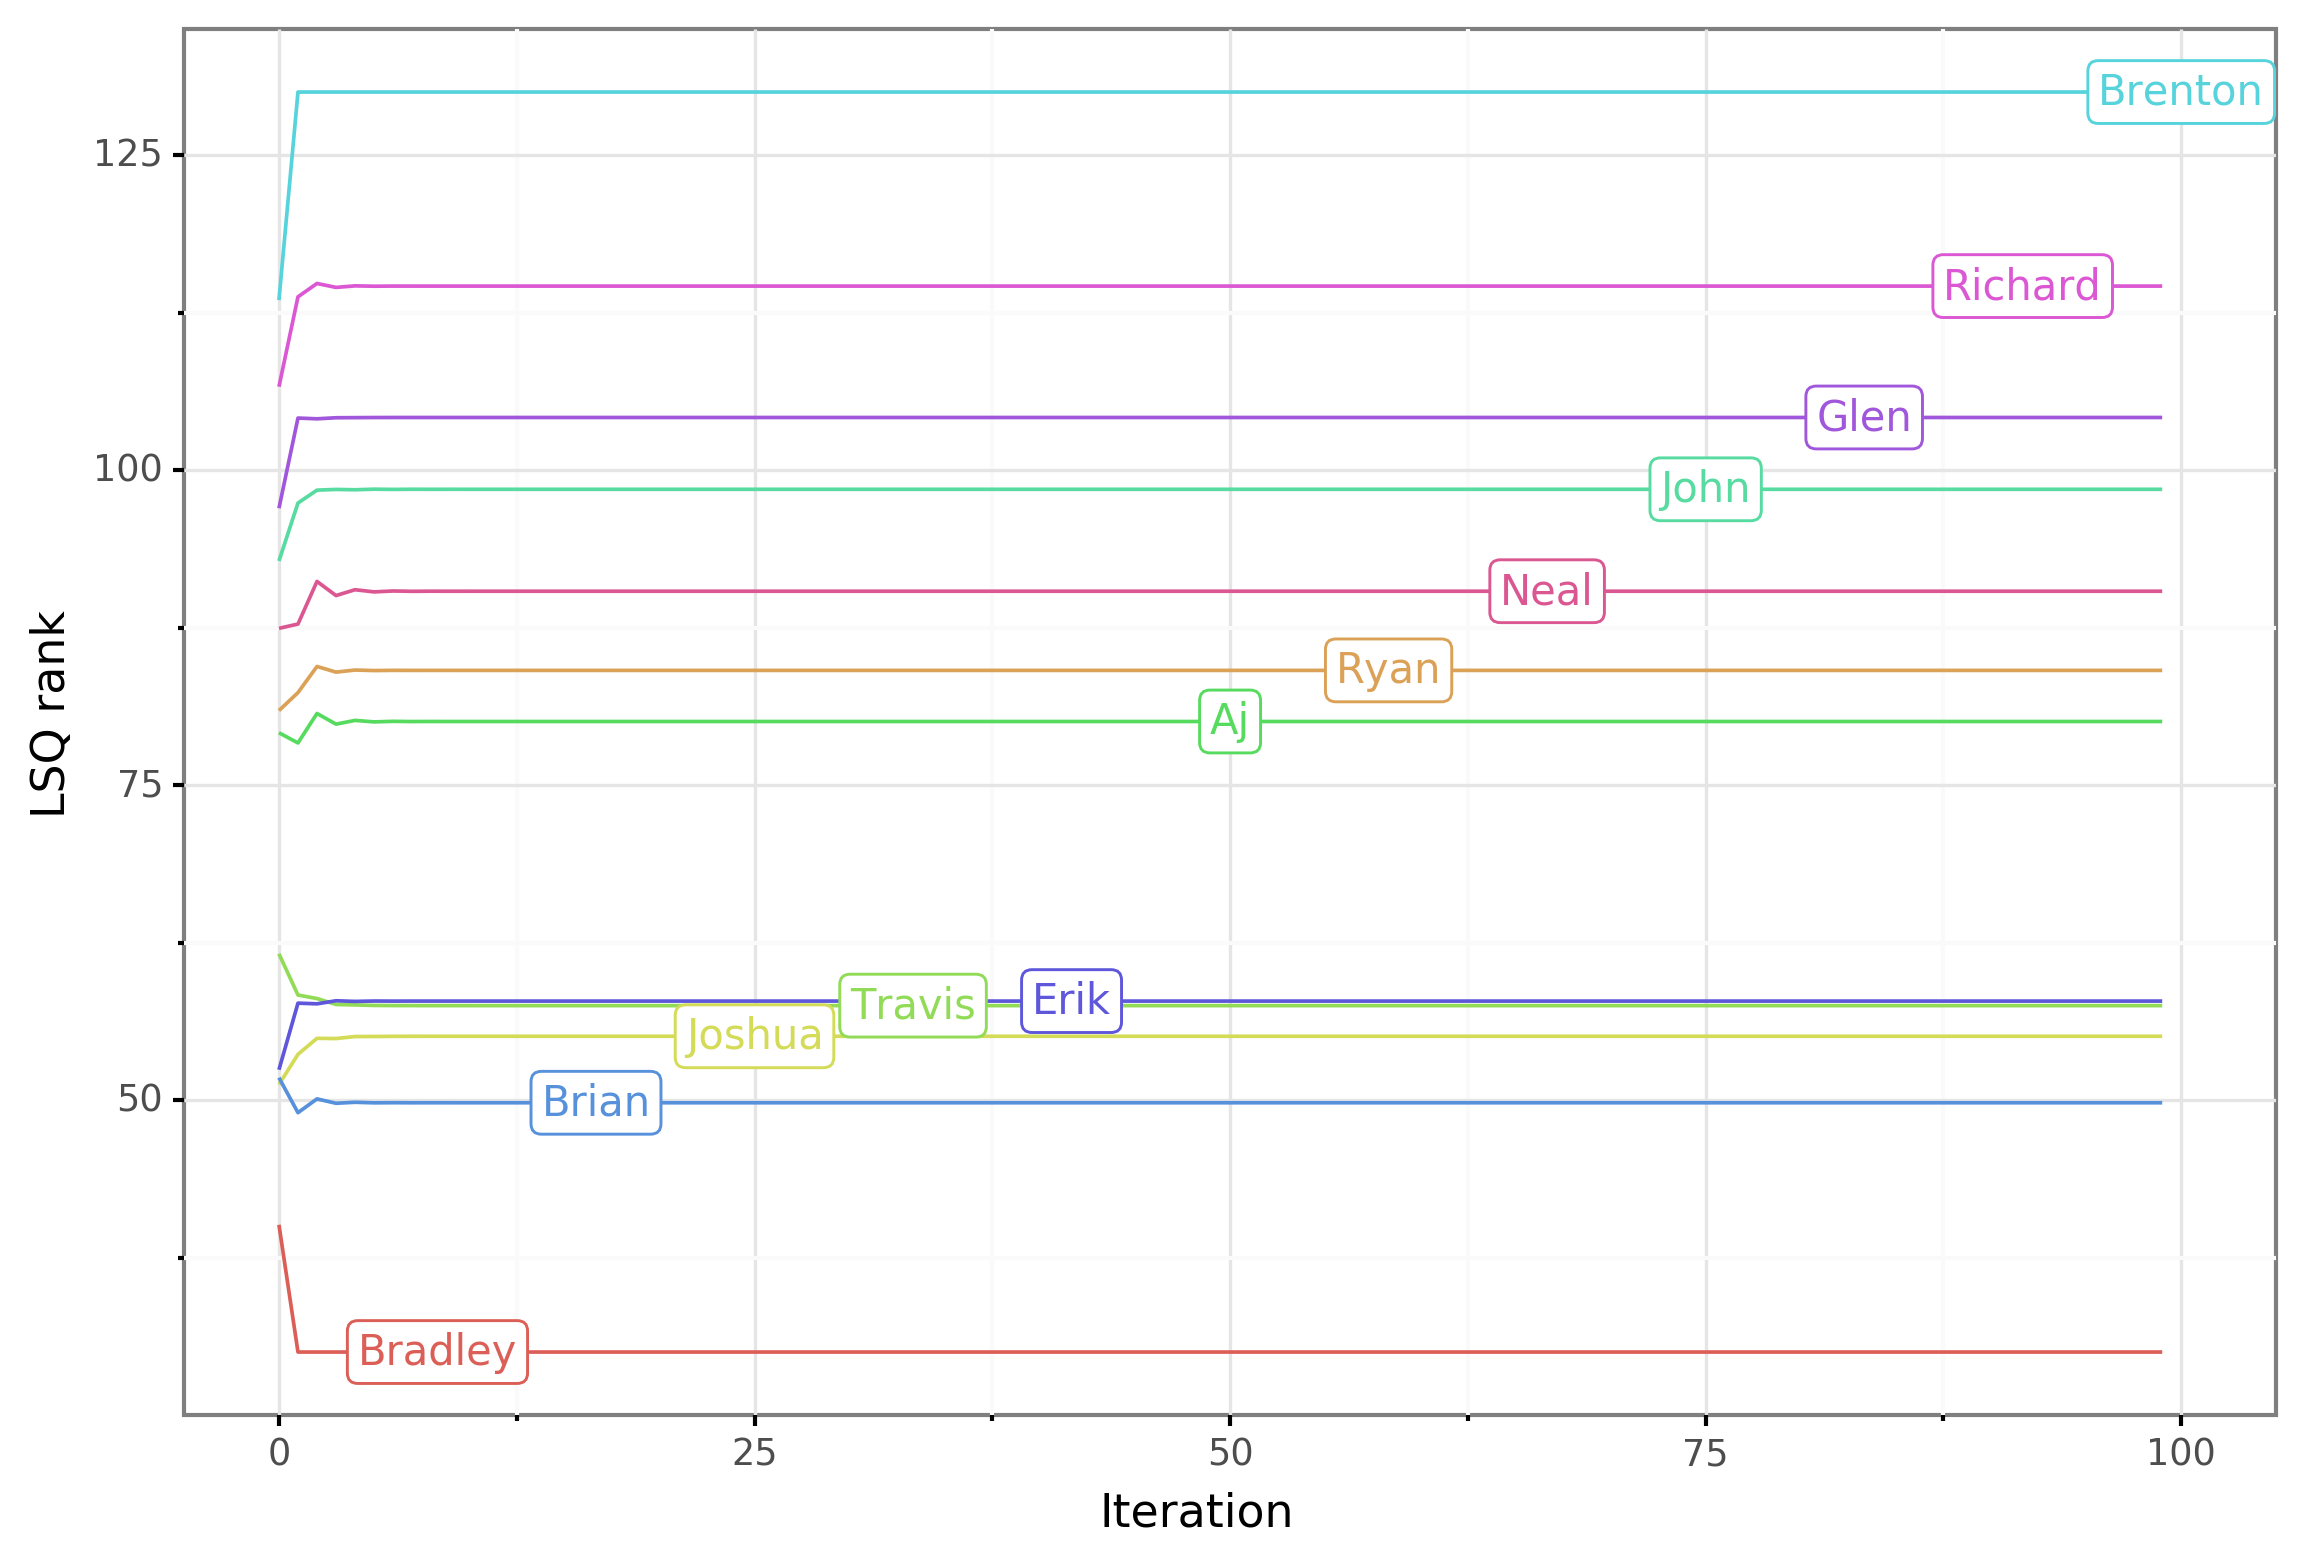 Brenton
125
Richard
Glen
100
John
Neal
LSQ rank
Ryan
Aj
75
Travis
Erik
Joshua
50
Brian
Bradley
0 25 50 75 100
Iteration